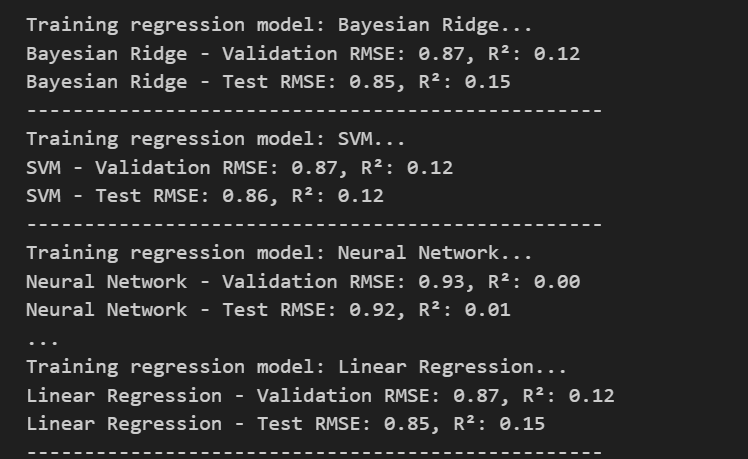 Training regression model: Bayesian Ridge...
Bayesian Ridge - Validation RMSE: 0.87, R²: 0.12
Bayesian Ridge - Test RMSE: 0.85, R²: 0.15
--------------------------------------------------
Training regression model: SVM...
SVM - Validation RMSE: 0.87, R²: 0.12
SVM - Test RMSE: 0.86, R²: 0.12
--------------------------------------------------
Training regression model: Neural Network...
Neural Network - Validation RMSE: 0.93, R²: 0.00
Neural Network - Test RMSE: 0.92, R²: 0.01
...
Training regression model: Linear Regression...
Linear Regression - Validation RMSE: 0.87, R²: 0.12
Linear Regression - Test RMSE: 0.85, R²: 0.15
--------------------------------------------------